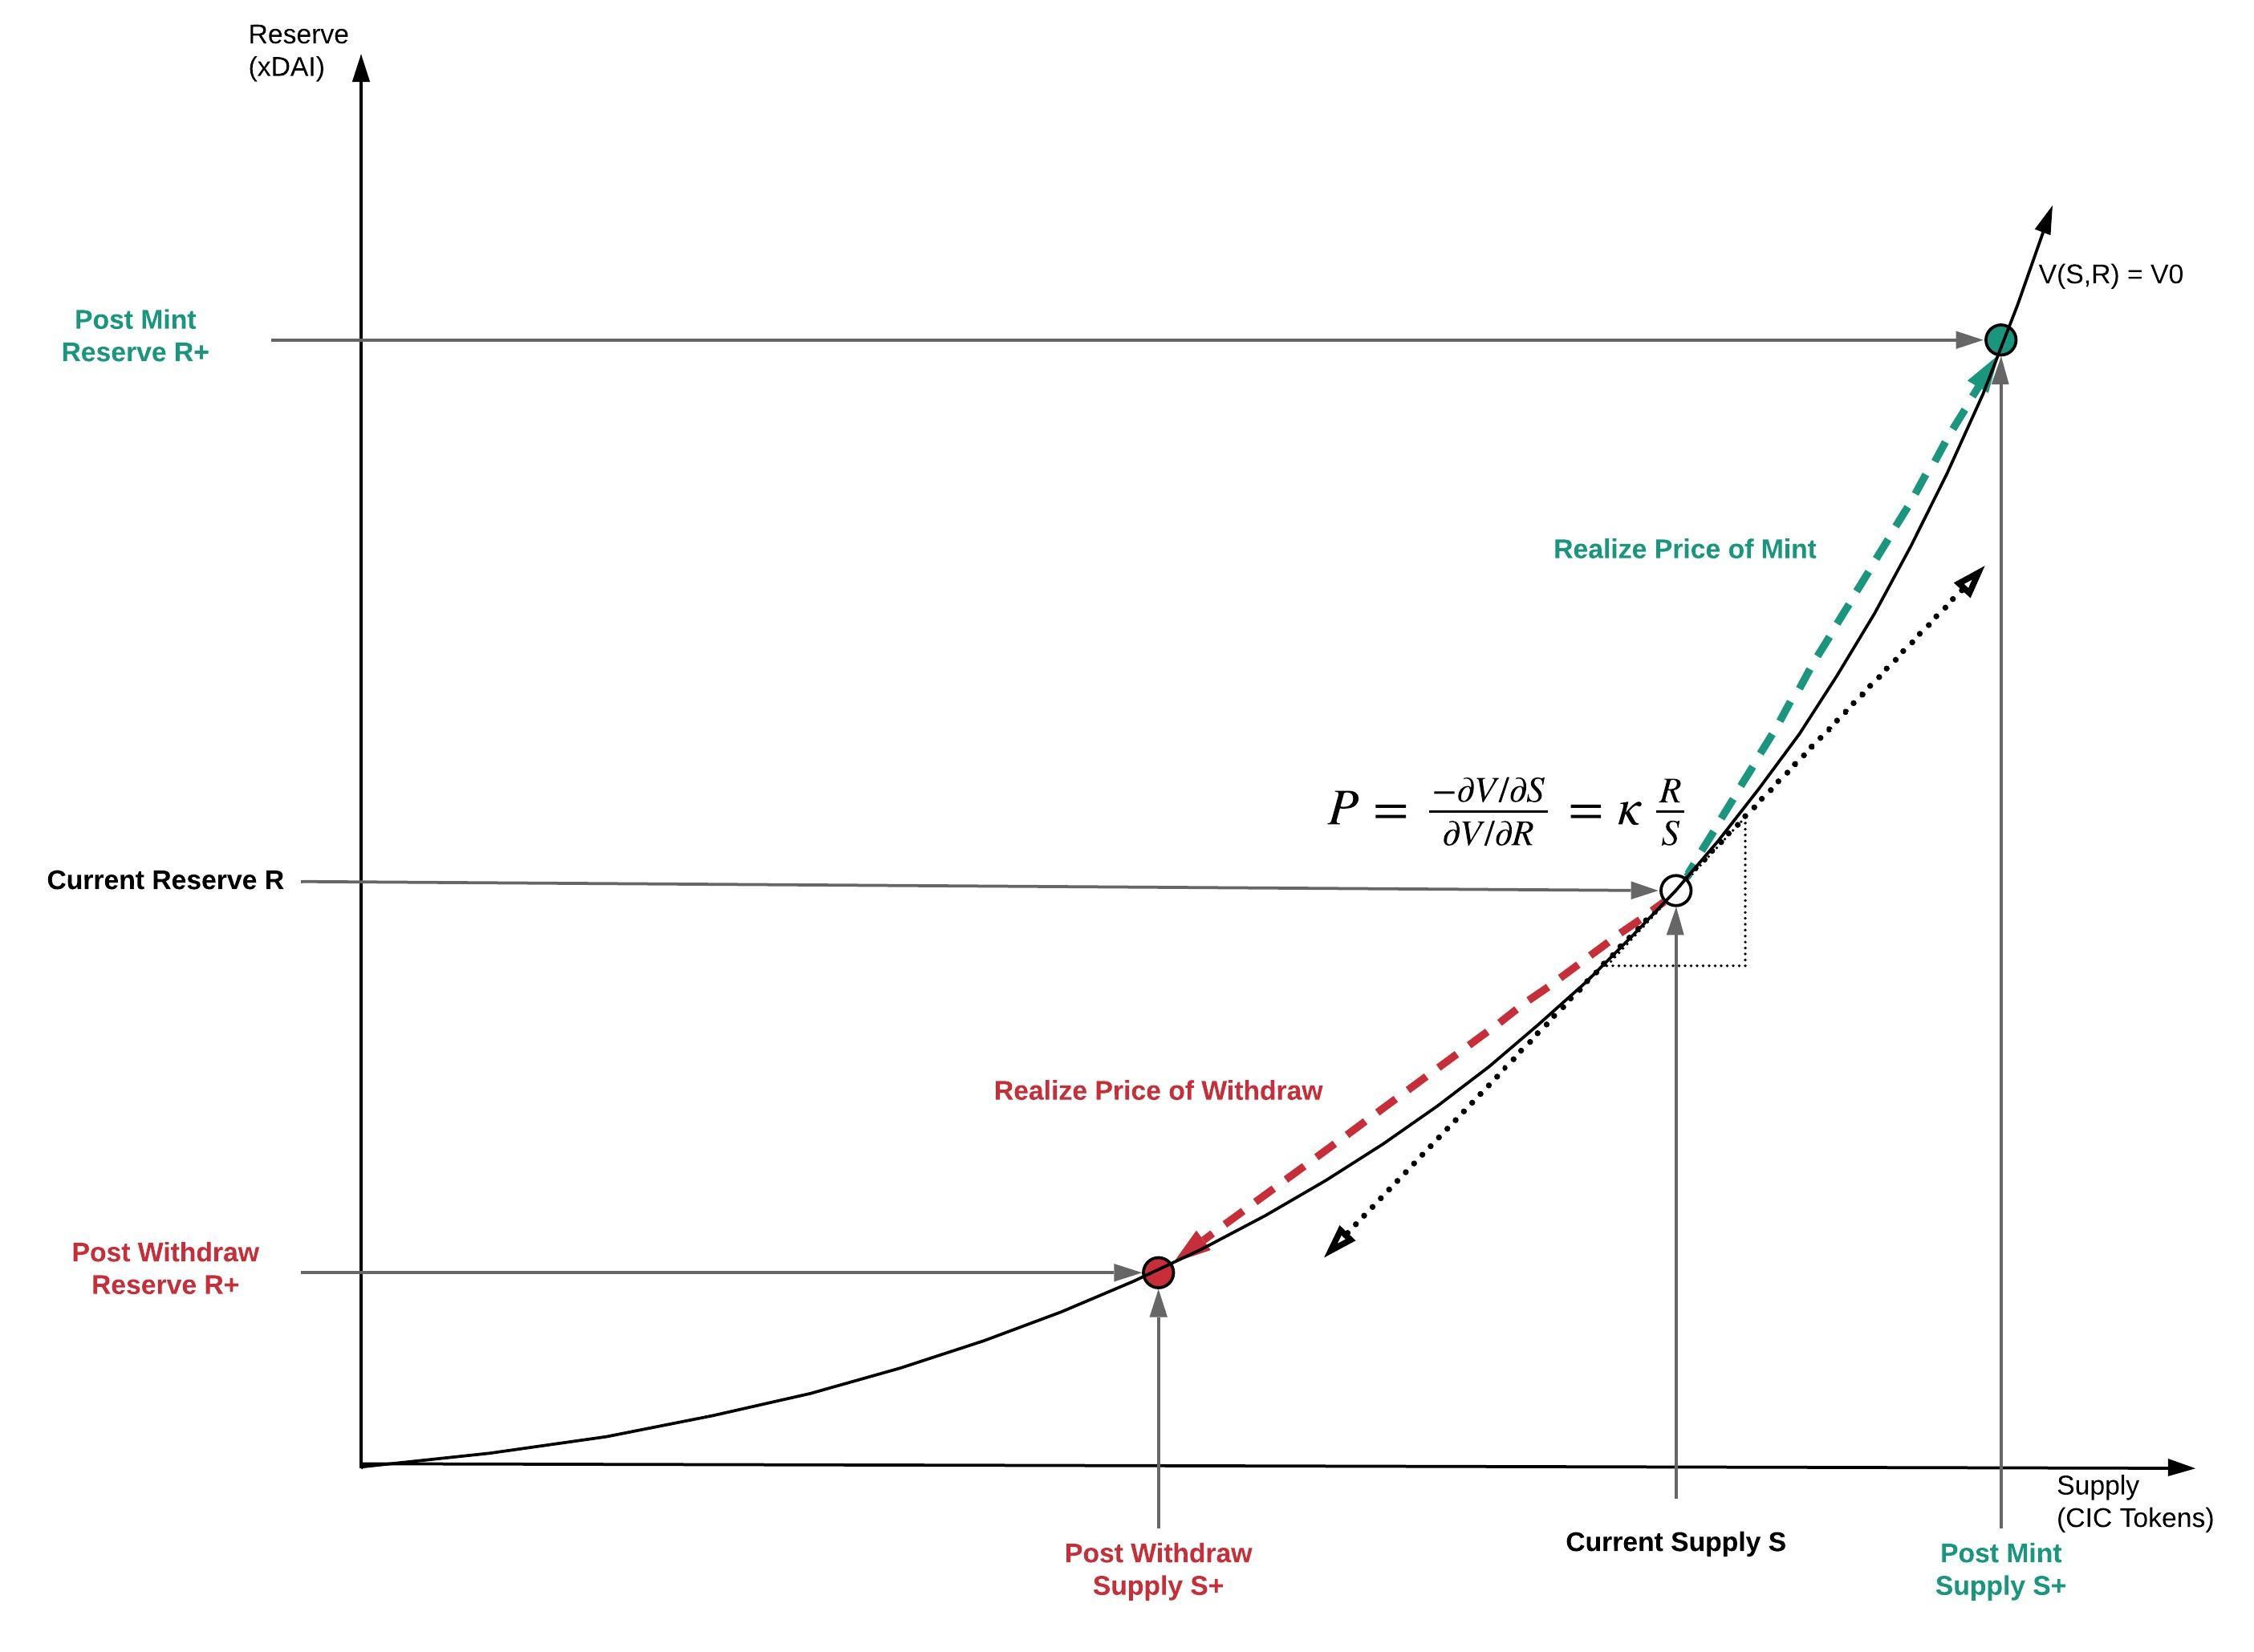 Reserve
(xDAI)
V(S,R) = V0
Post Mint
Reserve R+
Realize Price of Mint
P = −∂V/∂S / ∂V/∂R = κ R / S
Current Reserve R
Realize Price of Withdraw
Post Withdraw
Reserve R+
Supply
(CIC Tokens)
Post Withdraw
Supply S+
Current Supply S
Post Mint
Supply S+